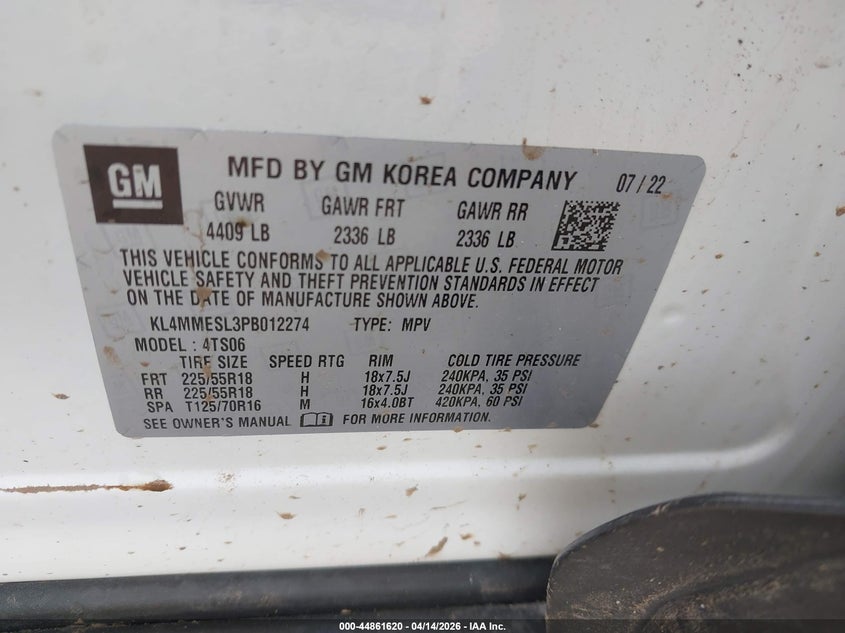 GM MFD BY GM KOREA COMPANY 07 / 22
GVWR GAWR FRT GAWR RR
4409 LB 2336 LB 2336 LB
THIS VEHICLE CONFORMS TO ALL APPLICABLE U.S. FEDERAL MOTOR
VEHICLE SAFETY AND THEFT PREVENTION STANDARDS IN EFFECT
ON THE DATE OF MANUFACTURE SHOWN ABOVE.
KL4MMESL3PB012274 TYPE: MPV
MODEL : 4TS06
TIRE SIZE SPEED RTG RIM COLD TIRE PRESSURE
FRT 225/55R18 H 18x7.5J 240KPA, 35 PSI
RR 225/55R18 H 18x7.5J 240KPA, 35 PSI
SPA T125/70R16 M 16x4.0BT 420KPA, 60 PSI
SEE OWNER'S MANUAL FOR MORE INFORMATION.
000-44861620 - 04/14/2026 - IAA Inc.